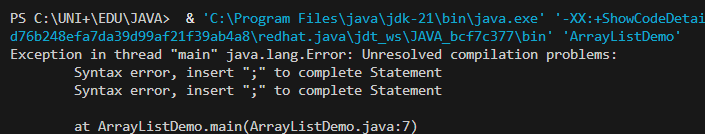 PS C:\UNI+\EDU\JAVA>  & 'C:\Program Files\java\jdk-21\bin\java.exe' '-XX:+ShowCodeDetai
d76b248efa7da39d99af21f39ab4a8\redhat.java\jdt_ws\JAVA_bcf7c377\bin' 'ArrayListDemo'
Exception in thread "main" java.lang.Error: Unresolved compilation problems:
        Syntax error, insert ";" to complete Statement
        Syntax error, insert ";" to complete Statement

        at ArrayListDemo.main(ArrayListDemo.java:7)